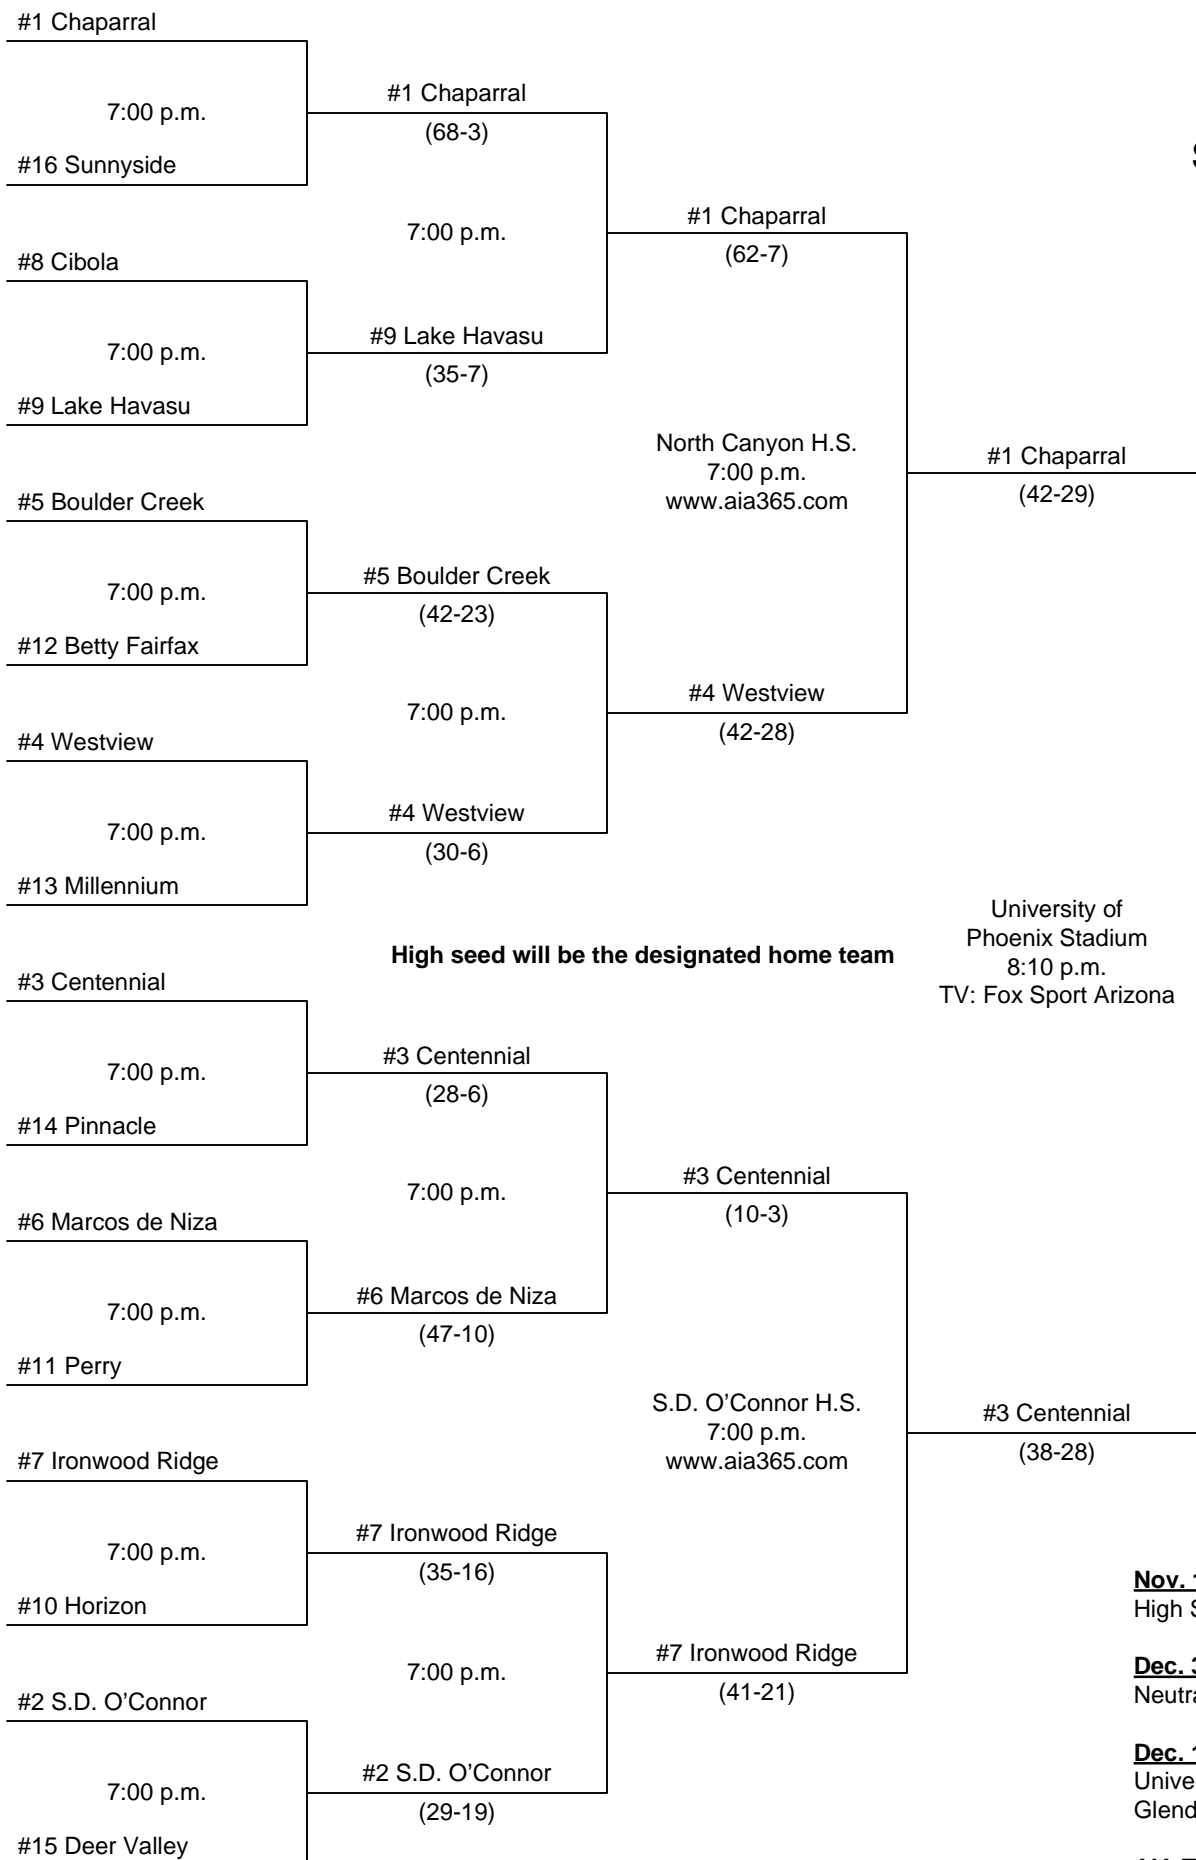 #1 Chaparral
7:00 p.m.
#16 Sunnyside
#8 Cibola
7:00 p.m.
#9 Lake Havasu
#5 Boulder Creek
7:00 p.m.
#12 Betty Fairfax
#4 Westview
7:00 p.m.
#13 Millennium
#1 Chaparral
(68-3)
7:00 p.m.
#9 Lake Havasu
(35-7)
#5 Boulder Creek
(42-23)
7:00 p.m.
#4 Westview
(30-6)
#1 Chaparral
(62-7)
North Canyon H.S.
7:00 p.m.
www.aia365.com
#4 Westview
(42-28)
#1 Chaparral
(42-29)
High seed will be the designated home team
University of
Phoenix Stadium
8:10 p.m.
TV: Fox Sport Arizona
#3 Centennial
7:00 p.m.
#14 Pinnacle
#6 Marcos de Niza
7:00 p.m.
#11 Perry
#7 Ironwood Ridge
7:00 p.m.
#10 Horizon
#2 S.D. O’Connor
7:00 p.m.
#15 Deer Valley
#3 Centennial
(28-6)
7:00 p.m.
#6 Marcos de Niza
(47-10)
#7 Ironwood Ridge
(35-16)
7:00 p.m.
#2 S.D. O’Connor
(29-19)
#3 Centennial
(10-3)
S.D. O’Connor H.S.
7:00 p.m.
www.aia365.com
#7 Ironwood Ridge
(41-21)
#3 Centennial
(38-28)
Nov.
High
Dec.
Dec.